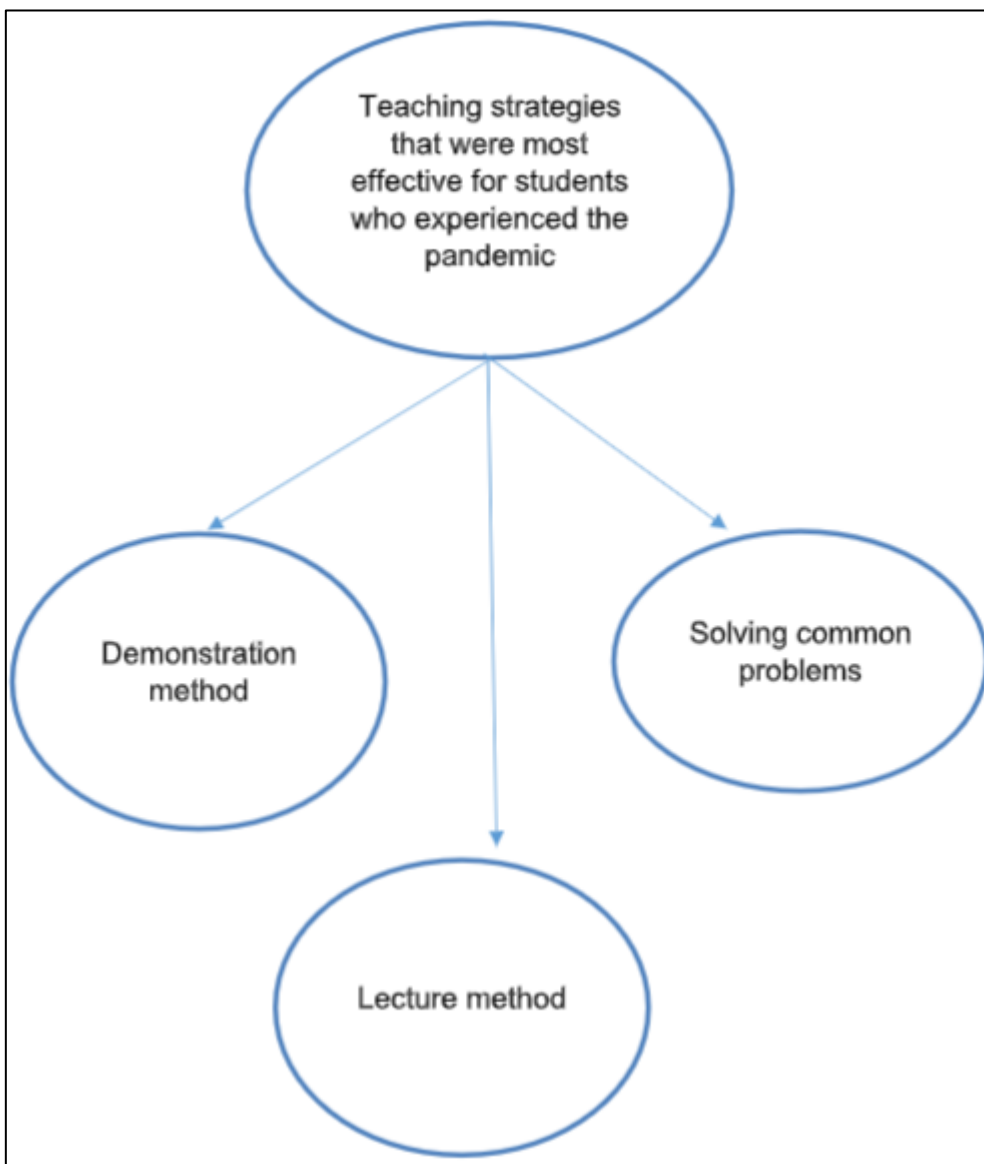 Teaching strategies
that were most
effective for students
who experienced the
pandemic
Demonstration
method
Solving common
problems
Lecture method